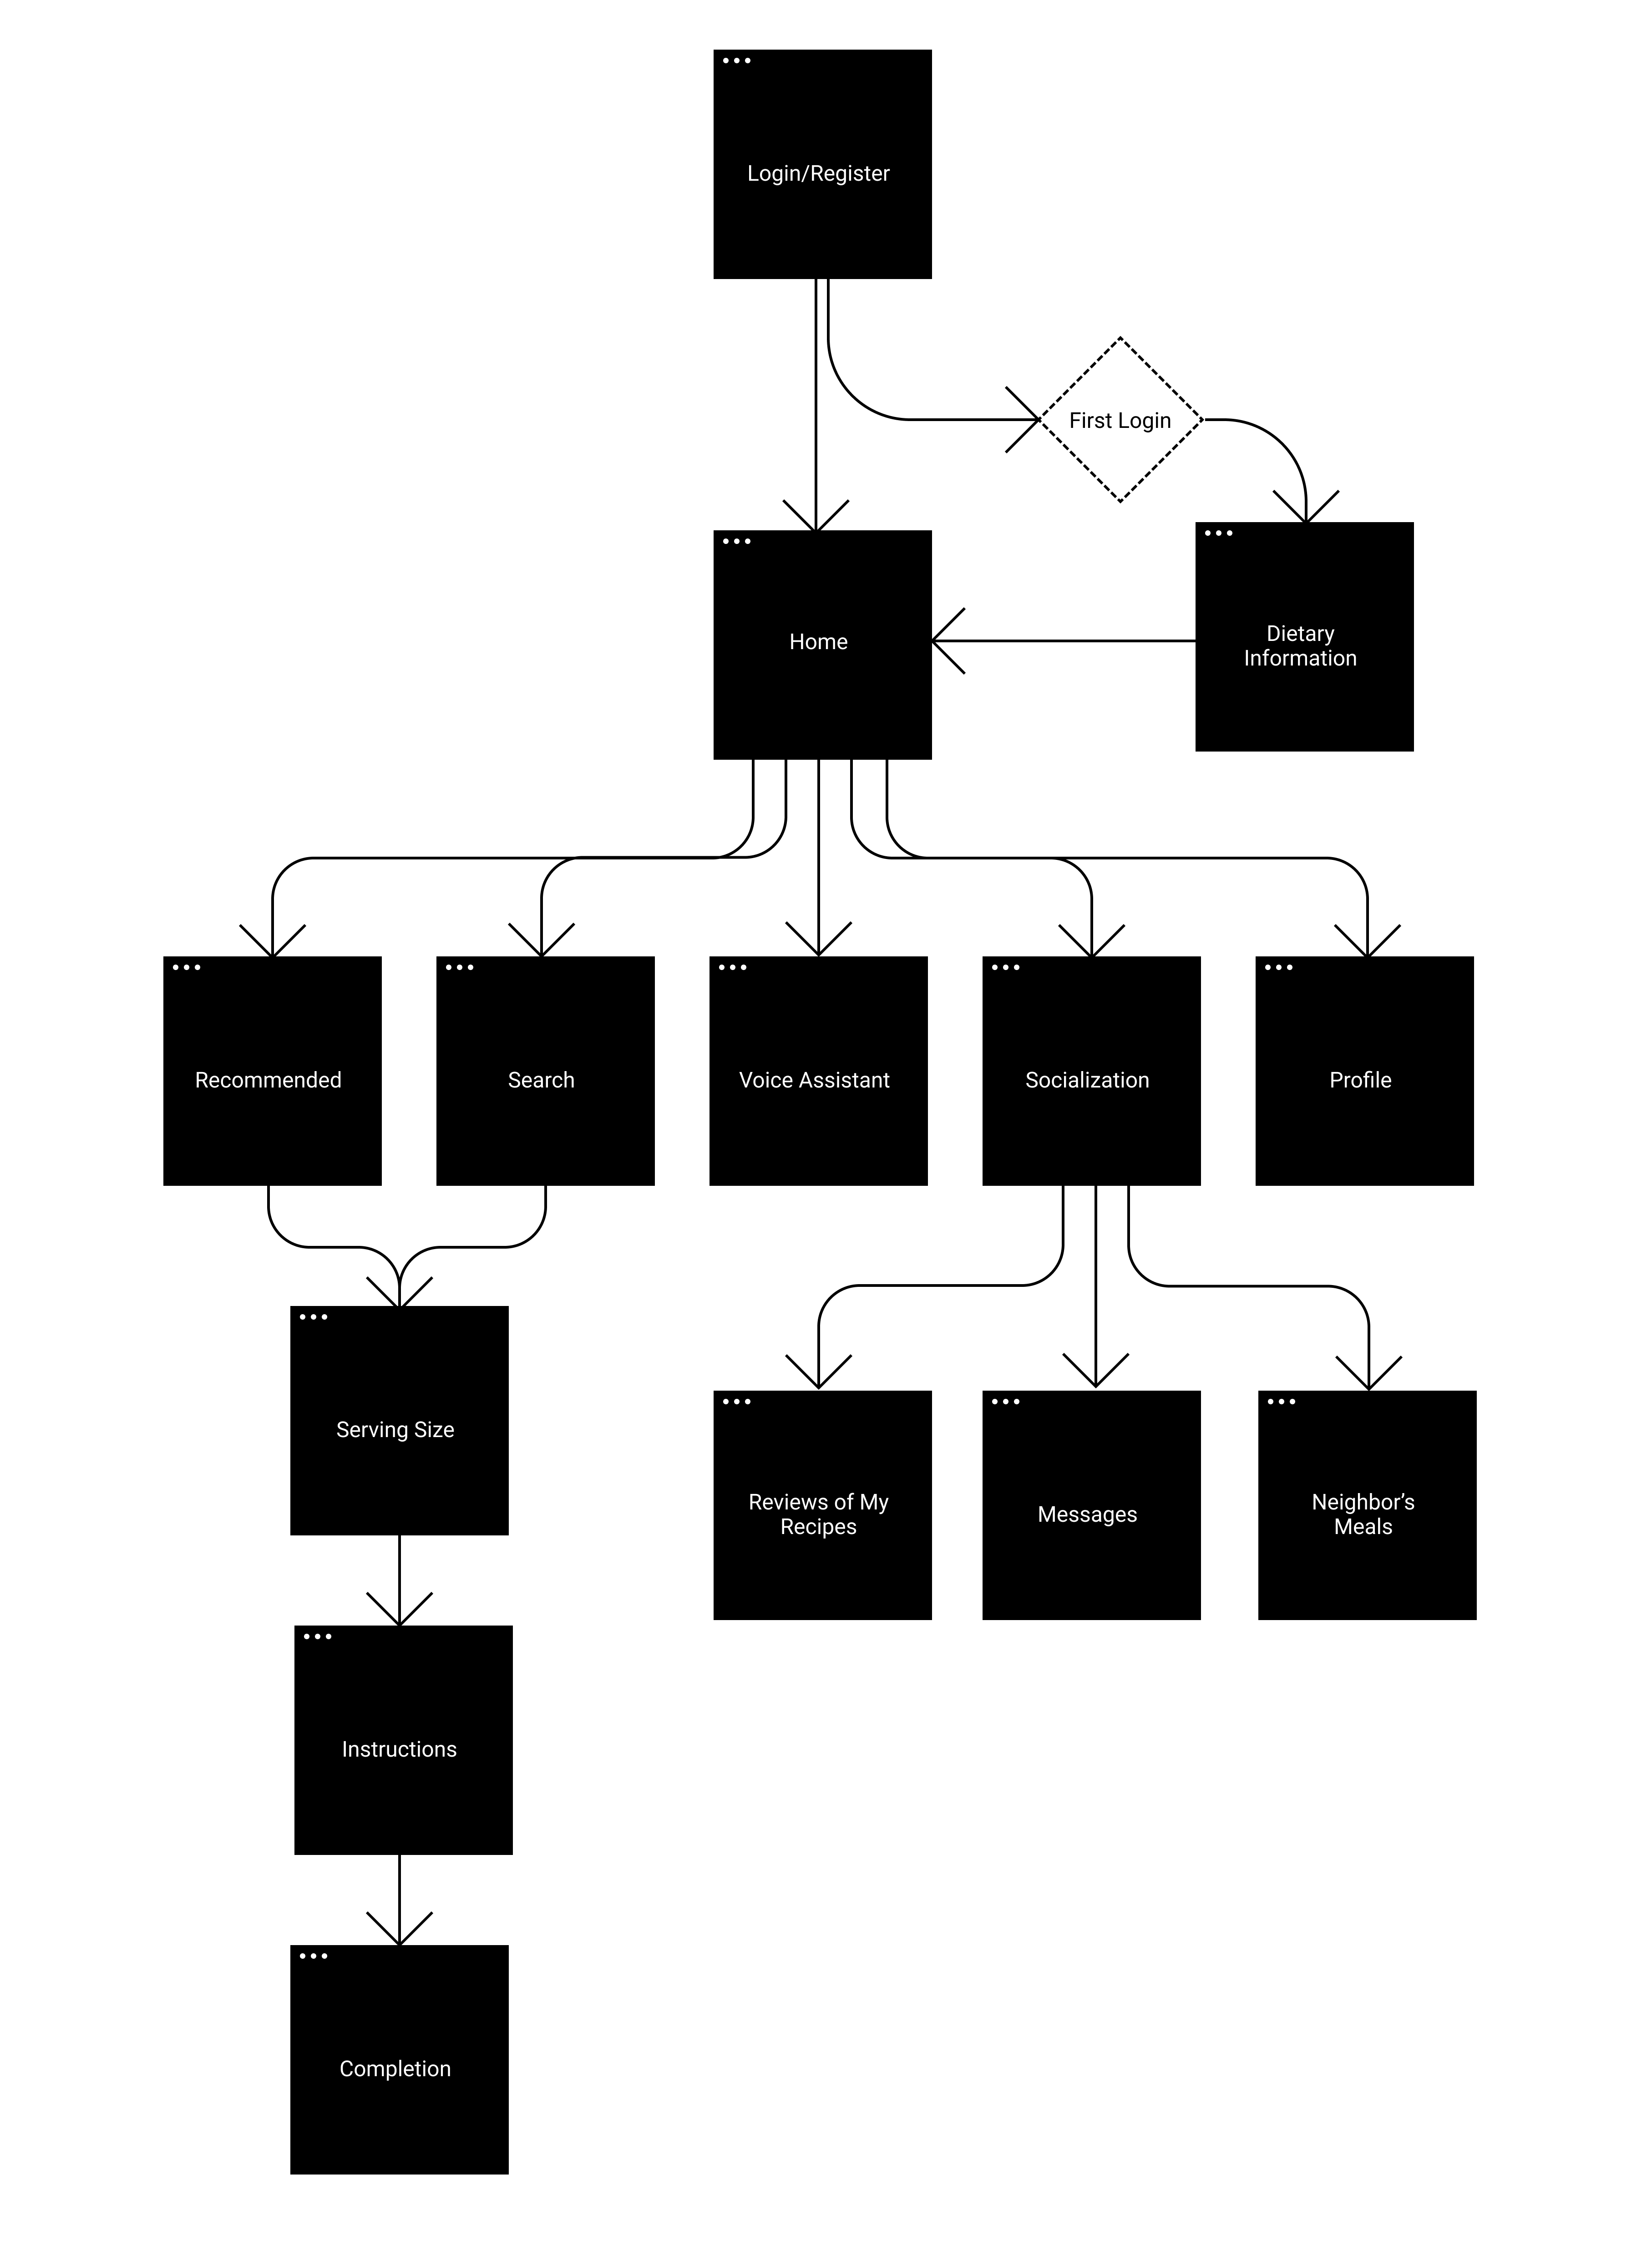 Login/Register
First Login
Home
Dietary
Information
Recommended
Search
Voice Assistant
Socialization
Profile
Serving Size
Reviews of My
Recipes
Messages
Neighbor’s
Meals
Instructions
Completion